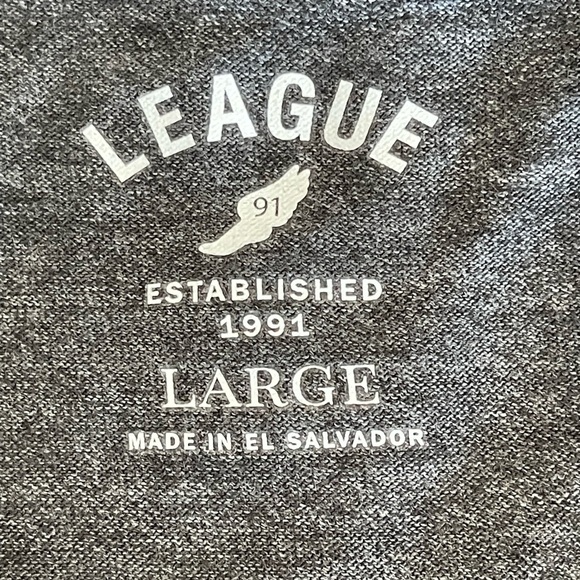 LEAGUE
91
ESTABLISHED
1991
LARGE
MADE IN EL SALVADOR